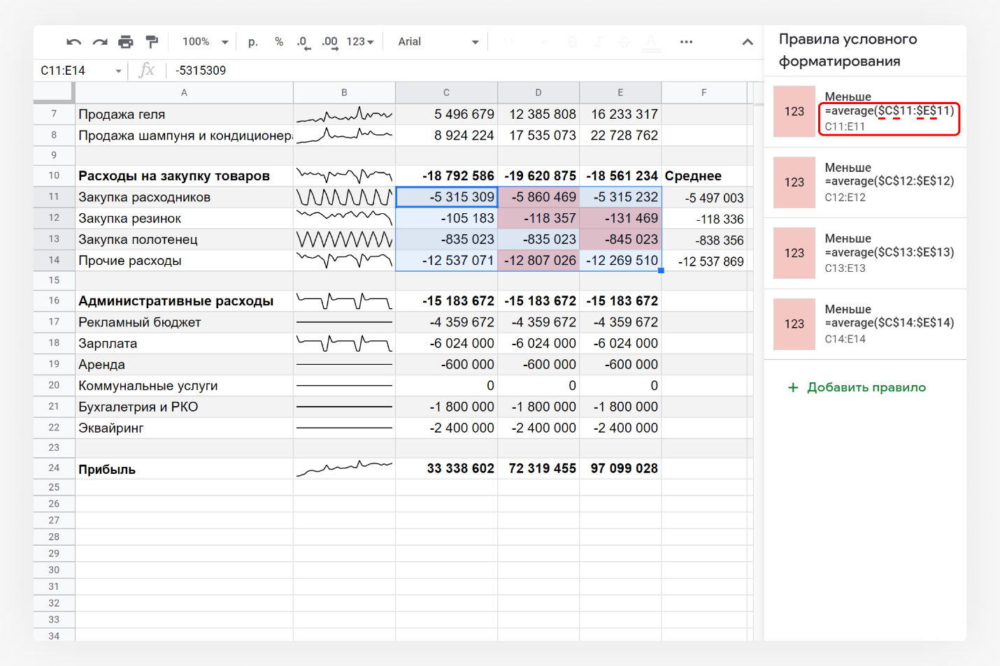 100% р. % .0 .00 123 Arial
C11:E14 fx -5315309
A B C D E F
7 Продажа геля 5 496 679 12 385 808 16 233 317
8 Продажа шампуня и кондиционера 8 924 224 17 535 073 22 728 762
9
10 Расходы на закупку товаров -18 792 586 -19 620 875 -18 561 234 Среднее
11 Закупка расходников -5 315 309 -5 860 469 -5 315 232 -5 497 003
12 Закупка резинок -105 183 -118 357 -131 469 -118 336
13 Закупка полотенец -835 023 -835 023 -845 023 -838 356
14 Прочие расходы -12 537 071 -12 807 026 -12 269 510 -12 537 869
15
16 Административные расходы -15 183 672 -15 183 672 -15 183 672
17 Рекламный бюджет -4 359 672 -4 359 672 -4 359 672
18 Зарплата -6 024 000 -6 024 000 -6 024 000
19 Аренда -600 000 -600 000 -600 000
20 Коммунальные услуги 0 0 0
21 Бухгалетрия и РКО -1 800 000 -1 800 000 -1 800 000
22 Эквайринг -2 400 000 -2 400 000 -2 400 000
23
24 Прибыль 33 338 602 72 319 455 97 099 028
25
26
27
28
29
30
31
32
33
34
Правила условного
форматирования
123
Меньше
=average($C$11:$E$11)
C11:E11
123
Меньше
=average($C$12:$E$12)
C12:E12
123
Меньше
=average($C$13:$E$13)
C13:E13
123
Меньше
=average($C$14:$E$14)
C14:E14
+ Добавить правило